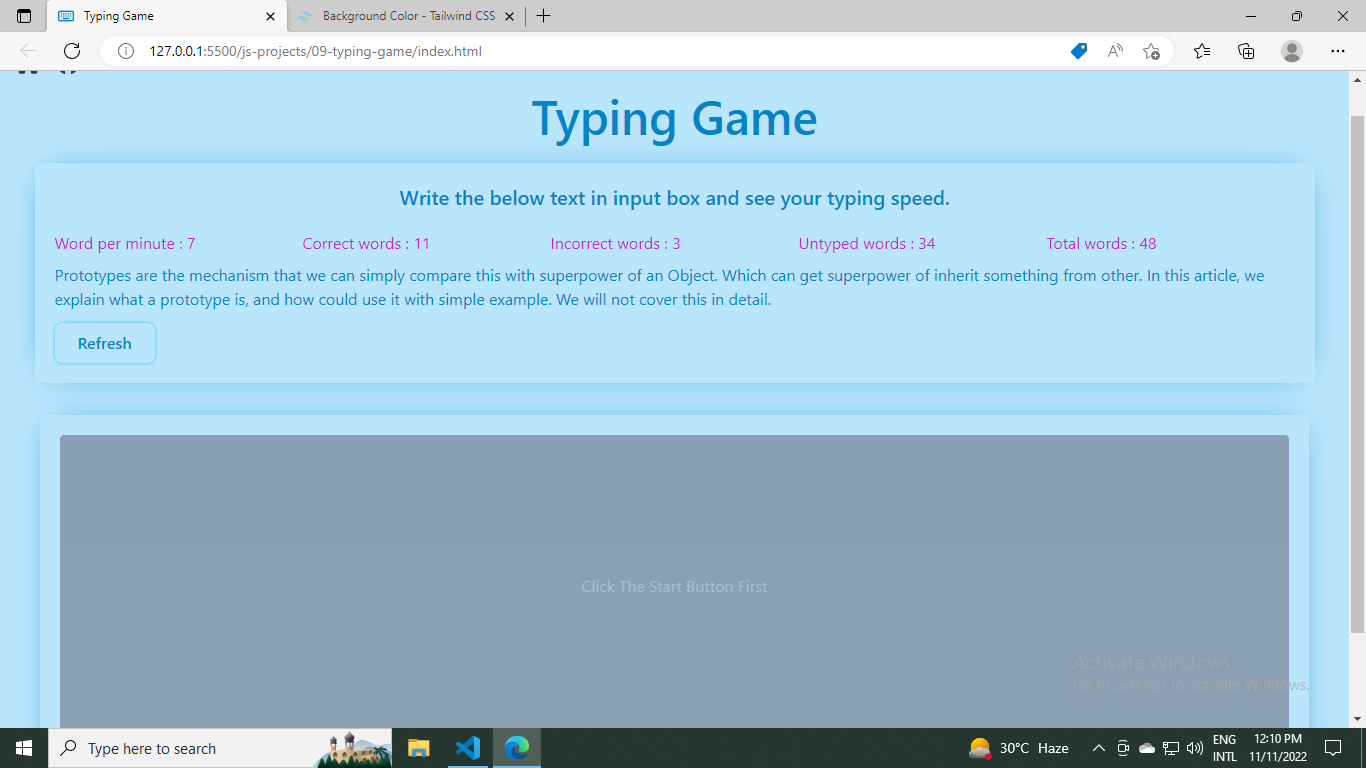 Typing Game
Background Color - Tailwind CSS
127.0.0.1:5500/js-projects/09-typing-game/index.html
Typing Game
Write the below text in input box and see your typing speed.
Word per minute : 7 Correct words : 11 Incorrect words : 3 Untyped words : 34 Total words : 48
Prototypes are the mechanism that we can simply compare this with superpower of an Object. Which can get superpower of inherit something from other. In this article, we
explain what a prototype is, and how could use it with simple example. We will not cover this in detail.
Refresh
Click The Start Button First
Activate Windows
Go to Settings to activate Windows.
Type here to search
30°C Haze
ENG
INTL
12:10 PM
11/11/2022